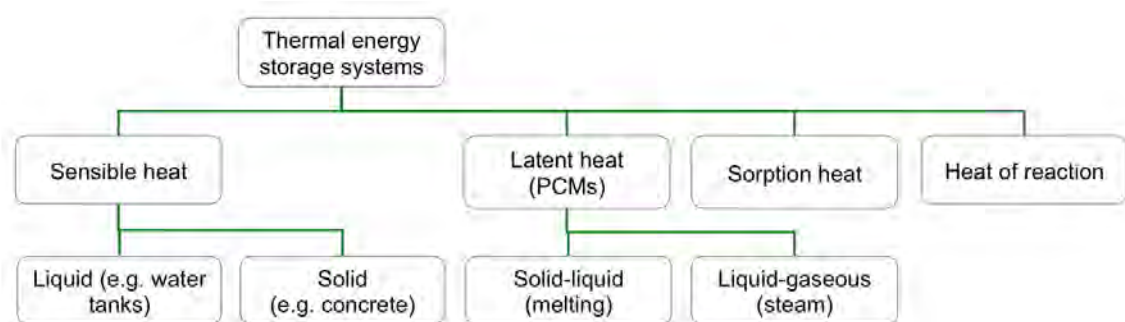 Thermal energy
storage systems
Sensible heat
Latent heat
(PCMs)
Sorption heat
Heat of reaction
Liquid (e.g. water
tanks)
Solid
(e.g. concrete)
Solid-liquid
(melting)
Liquid-gaseous
(steam)